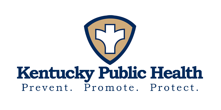 Kentucky Public Health
Prevent. Promote. Protect.